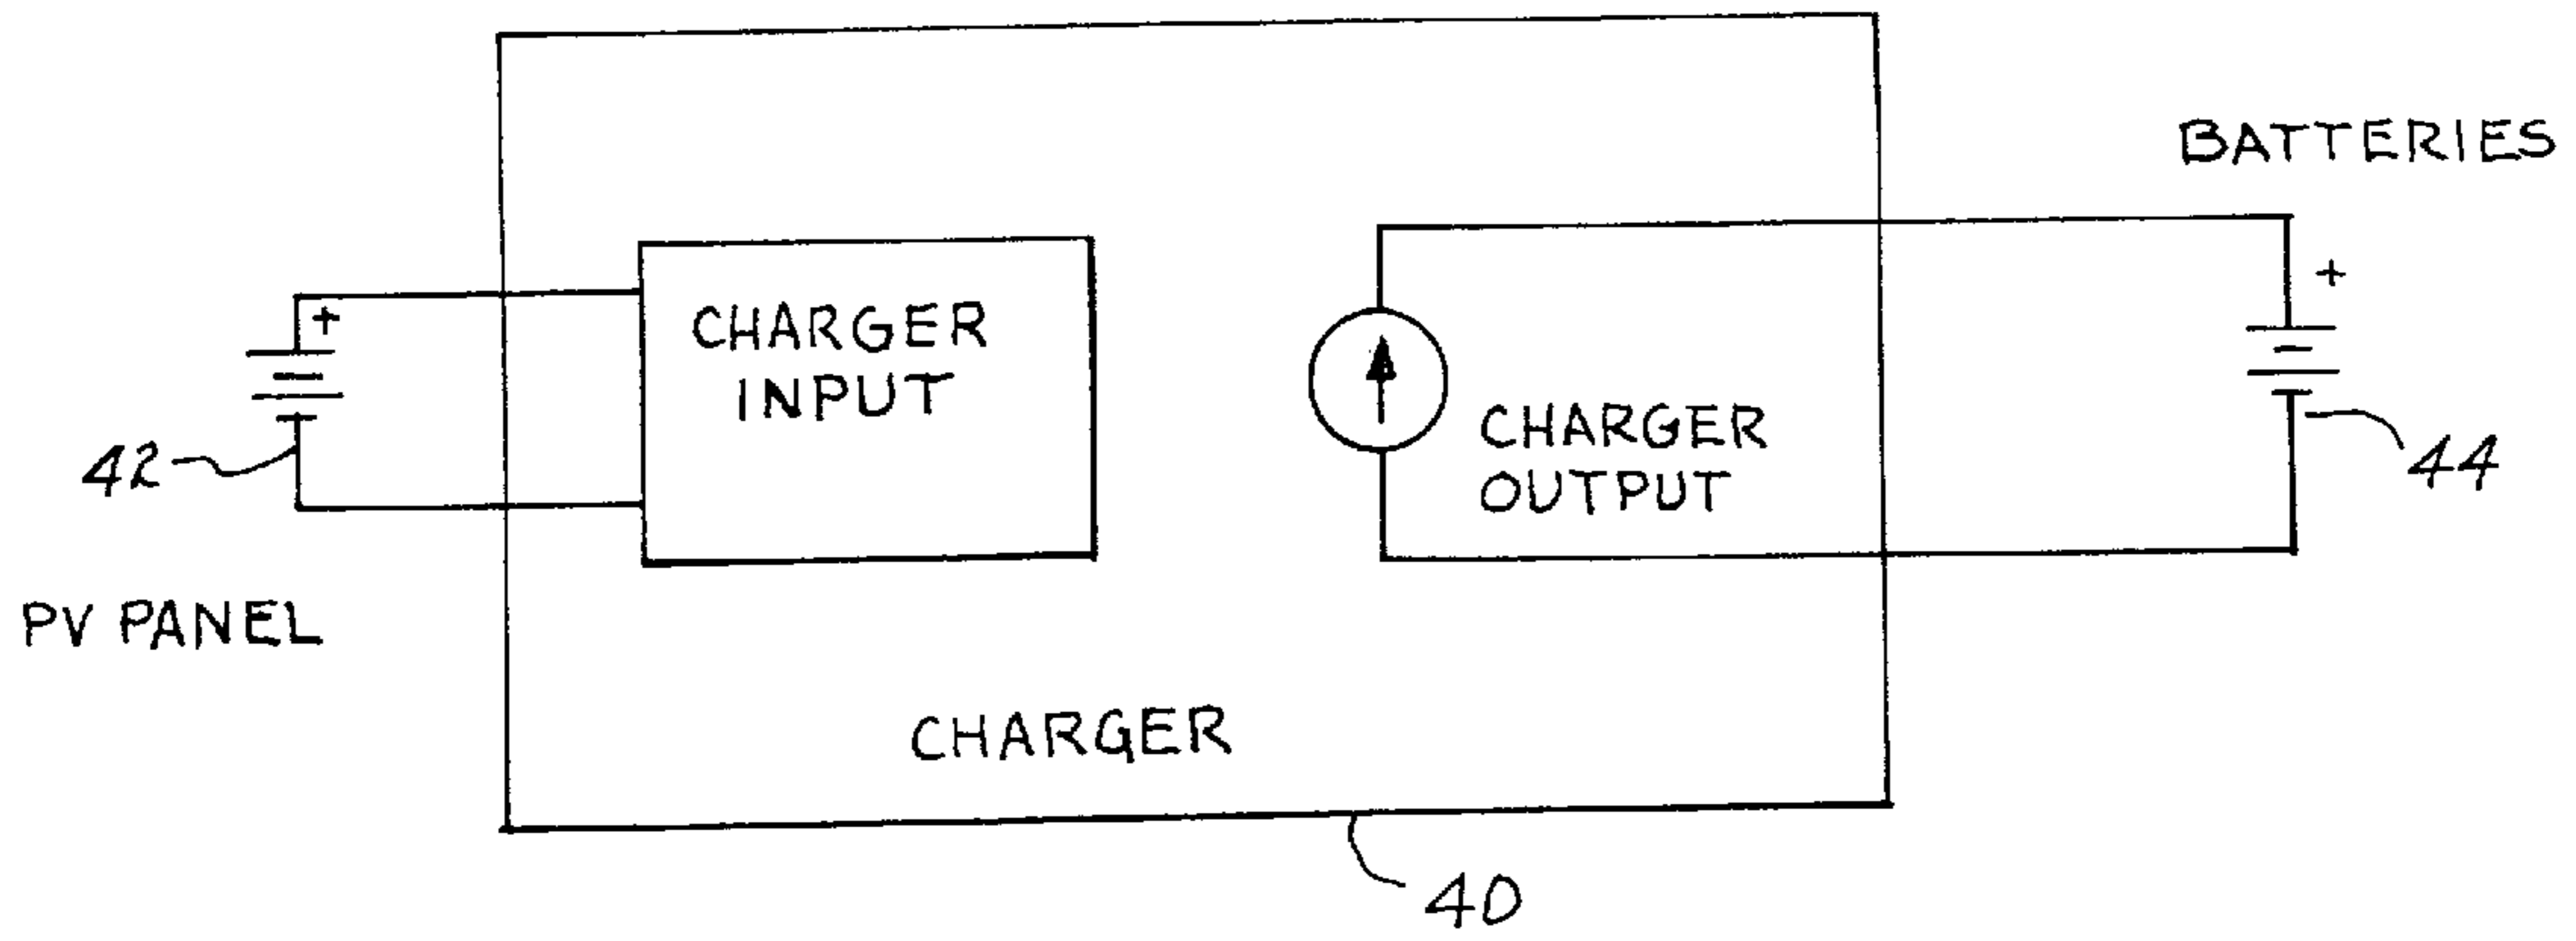 BATTERIES
+
+
CHARGER
INPUT
CHARGER
OUTPUT
42
44
PV PANEL
CHARGER
40